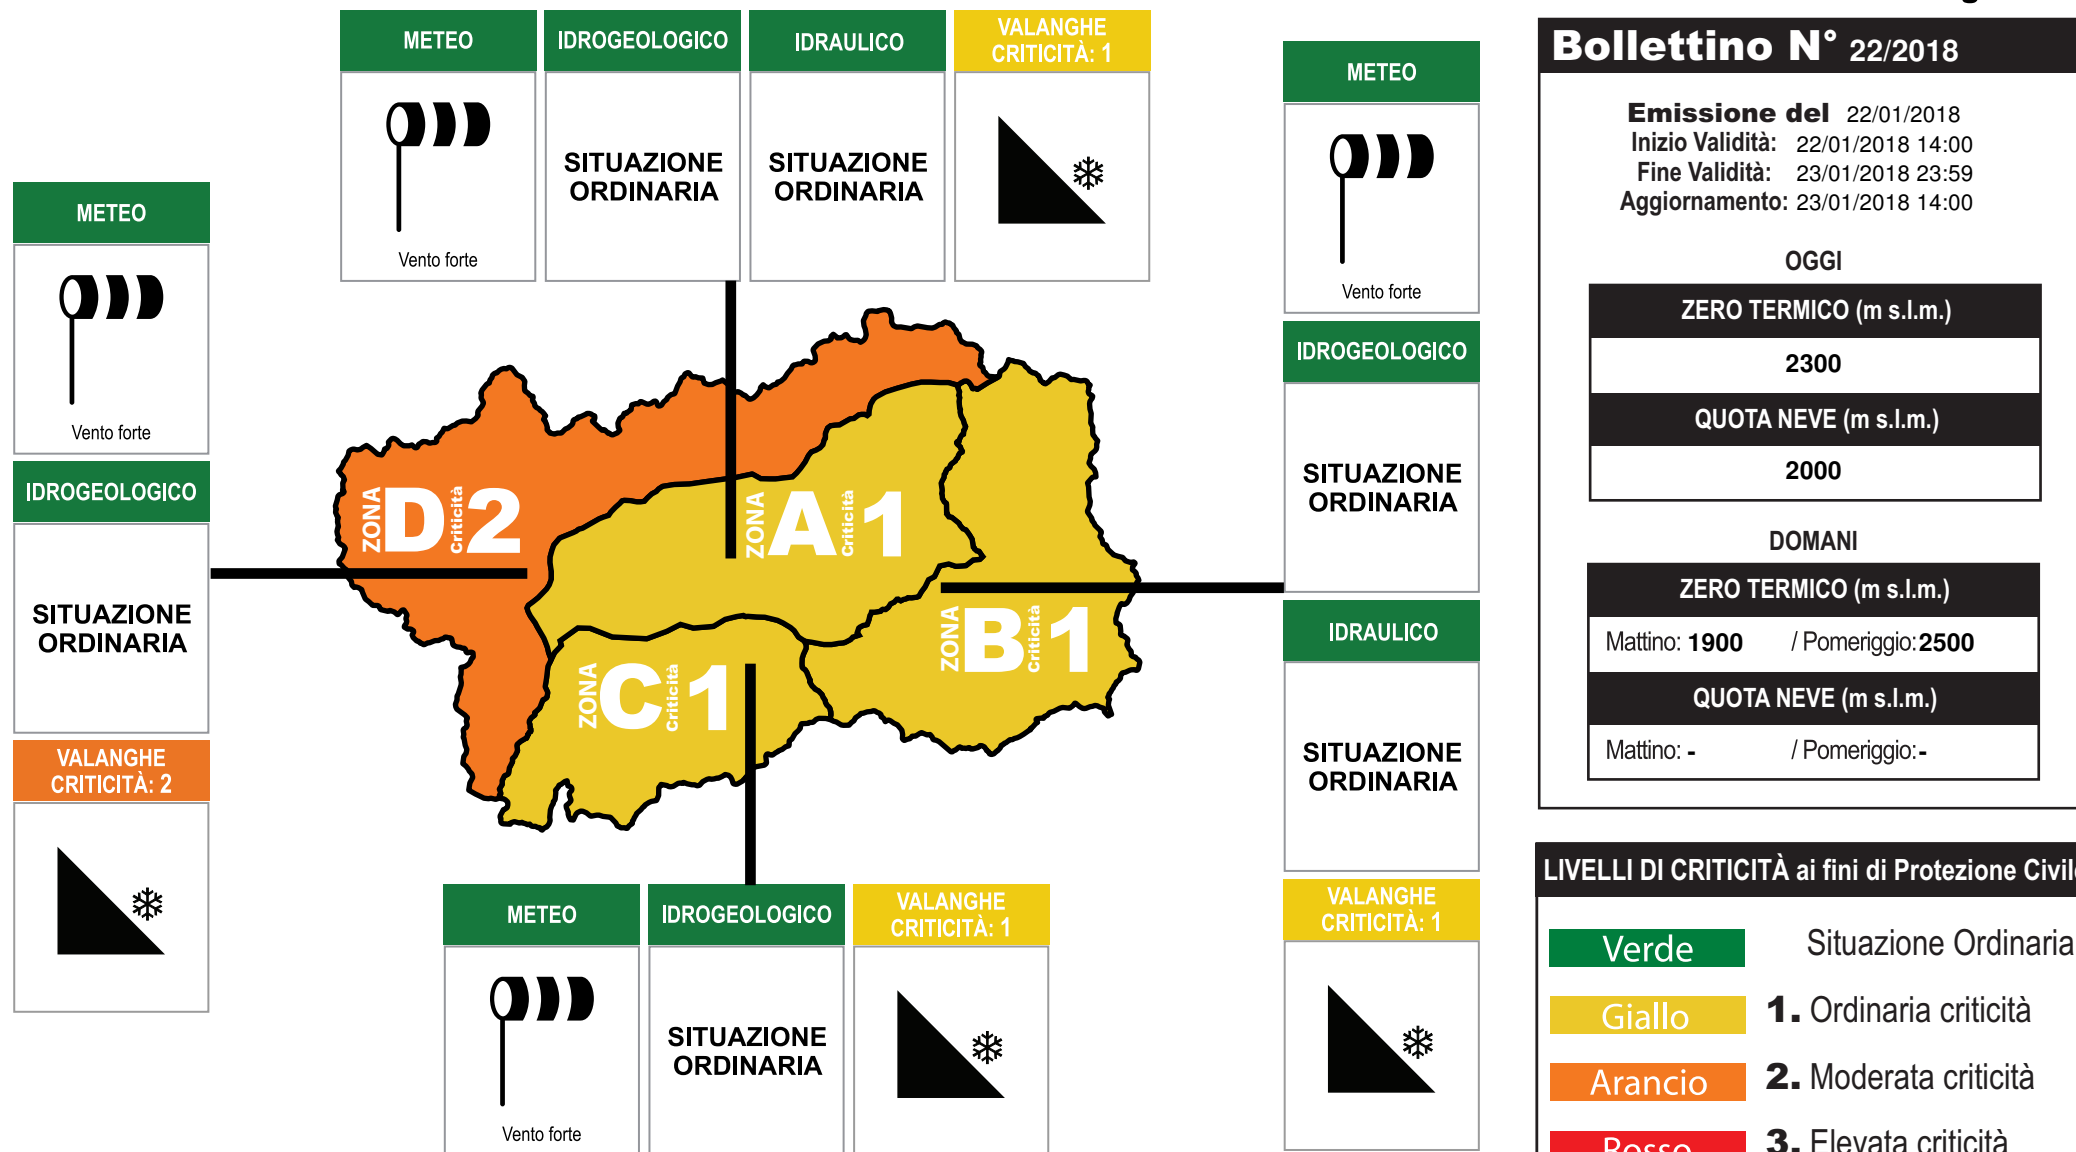 METEO
IDROGEOLOGICO
IDRAULICO
VALANGHE
CRITICITÀ: 1
Vento forte
SITUAZIONE
ORDINARIA
SITUAZIONE
ORDINARIA
METEO
Vento forte
IDROGEOLOGICO
SITUAZIONE
ORDINARIA
VALANGHE
CRITICITÀ: 2
ZONA D Criticità 2
ZONA A Criticità 1
ZONA B Criticità 1
ZONA C Criticità 1
METEO
Vento forte
IDROGEOLOGICO
SITUAZIONE
ORDINARIA
IDRAULICO
SITUAZIONE
ORDINARIA
VALANGHE
CRITICITÀ: 1
METEO
IDROGEOLOGICO
VALANGHE
CRITICITÀ: 1
Vento forte
SITUAZIONE
ORDINARIA
Bollettino N° 22/2018
Emissione del 22/01/2018
Inizio Validità: 22/01/2018 14:00
Fine Validità: 23/01/2018 23:59
Aggiornamento: 23/01/2018 14:00
OGGI
ZERO TERMICO (m s.l.m.)
2300
QUOTA NEVE (m s.l.m.)
2000
DOMANI
ZERO TERMICO (m s.l.m.)
Mattino: 1900 / Pomeriggio: 2500
QUOTA NEVE (m s.l.m.)
Mattino: - / Pomeriggio: -
LIVELLI DI CRITICITÀ ai fini di Protezione Civile
Verde Situazione Ordinaria
Giallo 1. Ordinaria criticità
Arancio 2. Moderata criticità
Rosso 3. Elevata criticità